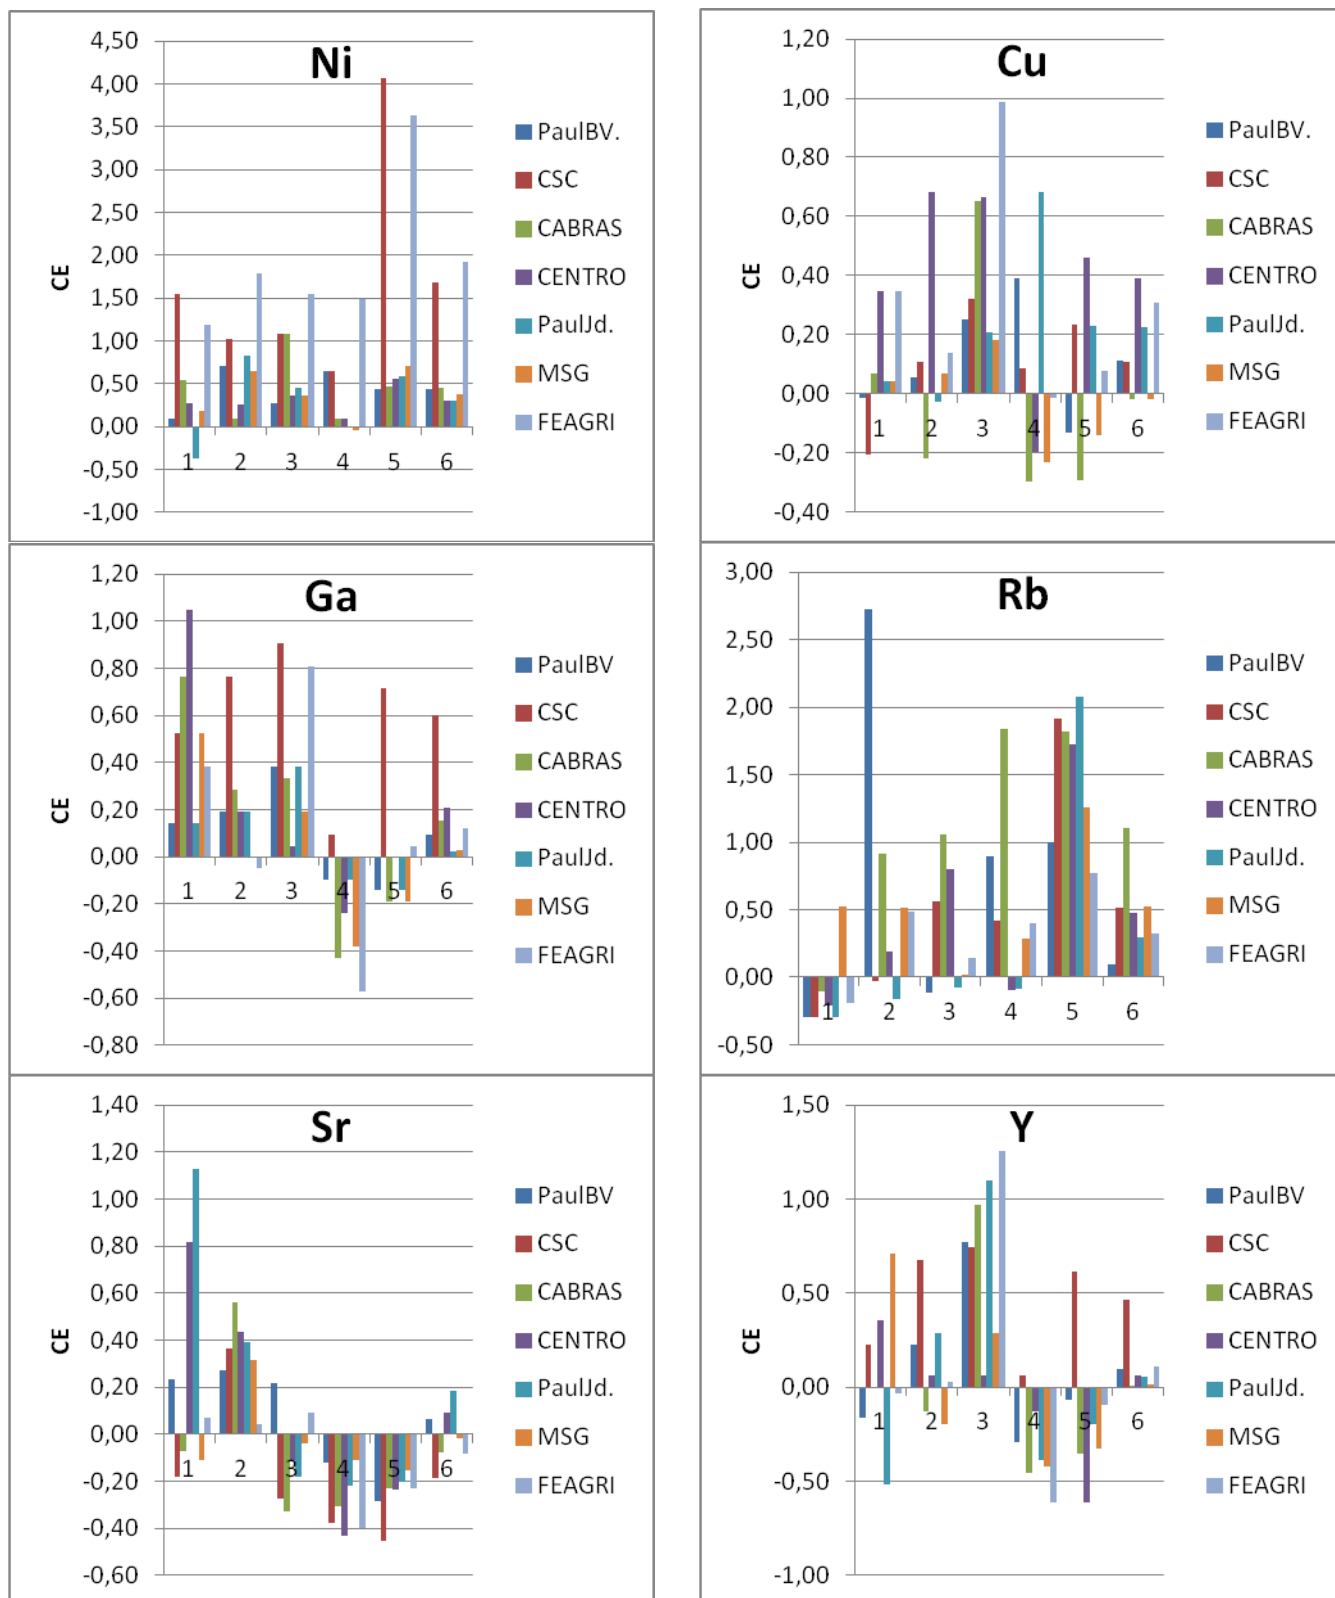 Ni
CE
4,50
4,00
3,50
3,00
2,50
2,00
1,50
1,00
0,50
0,00
-0,50
-1,00
1 2 3 4 5 6
PaulBV.
CSC
CABRAS
CENTRO
PaulJd.
MSG
FEAGRI
Cu
CE
1,20
1,00
0,80
0,60
0,40
0,20
0,00
-0,20
-0,40
1 2 3 4 5 6
PaulBV.
CSC
CABRAS
CENTRO
PaulJd.
MSG
FEAGRI
Ga
CE
1,20
1,00
0,80
0,60
0,40
0,20
0,00
-0,20
-0,40
-0,60
-0,80
1 2 3 4 5 6
PaulBV
CSC
CABRAS
CENTRO
PaulJd.
MSG
FEAGRI
Rb
3,00
2,50
2,00
1,50
1,00
0,50
0,00
-0,50
1 2 3 4 5 6
PaulBV
CSC
CABRAS
CENTRO
PaulJd.
MSG
FEAGRI
Sr
CE
1,40
1,20
1,00
0,80
0,60
0,40
0,20
0,00
-0,20
-0,40
-0,60
1 2 3 4 5 6
PaulBV
CSC
CABRAS
CENTRO
PaulJd.
MSG
FEAGRI
Y
CE
1,50
1,00
0,50
0,00
-0,50
-1,00
1 2 3 4 5 6
PaulBV
CSC
CABRAS
CENTRO
PaulJd.
MSG
FEAGRI